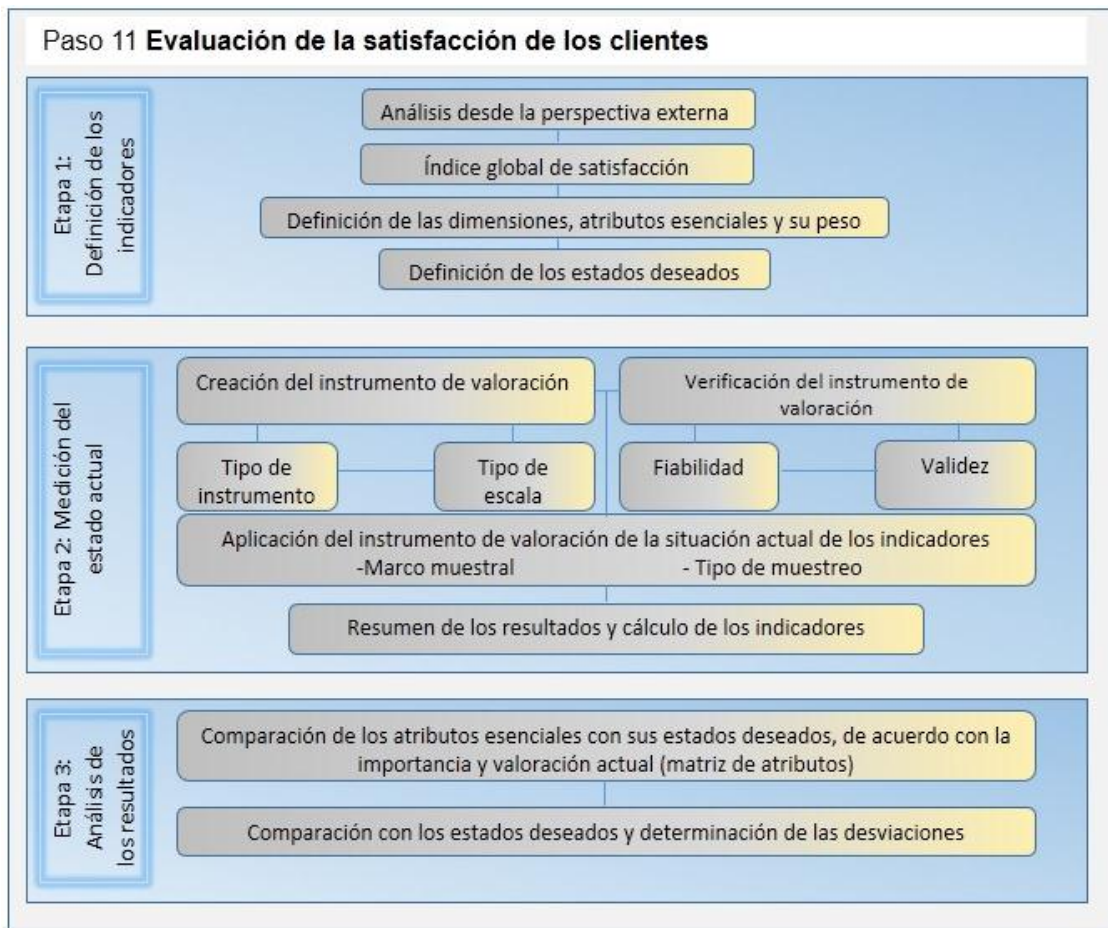 Paso 11 Evaluación de la satisfacción de los clientes
Etapa 1:
Definición de los
indicadores
Análisis desde la perspectiva externa
Índice global de satisfacción
Definición de las dimensiones, atributos esenciales y su peso
Definición de los estados deseados
Etapa 2: Medición del
estado actual
Creación del instrumento de valoración
Verificación del instrumento de
valoración
Tipo de
instrumento
Tipo de
escala
Fiabilidad
Validez
Aplicación del instrumento de valoración de la situación actual de los indicadores
-Marco muestral - Tipo de muestreo
Resumen de los resultados y cálculo de los indicadores
Etapa 3:
Análisis de
los resultados
Comparación de los atributos esenciales con sus estados deseados, de acuerdo con la
importancia y valoración actual (matriz de atributos)
Comparación con los estados deseados y determinación de las desviaciones